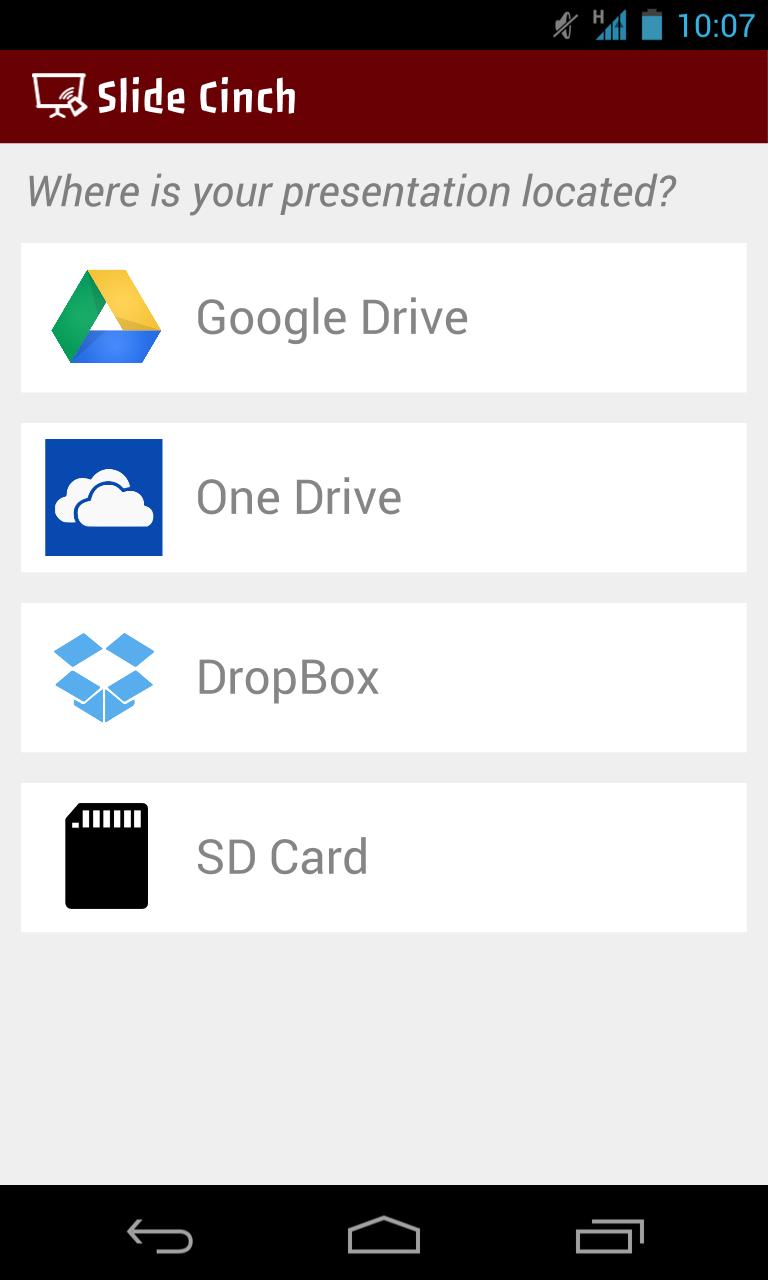 H 10:07
Slide Cinch
Where is your presentation located?
Google Drive
One Drive
DropBox
SD Card